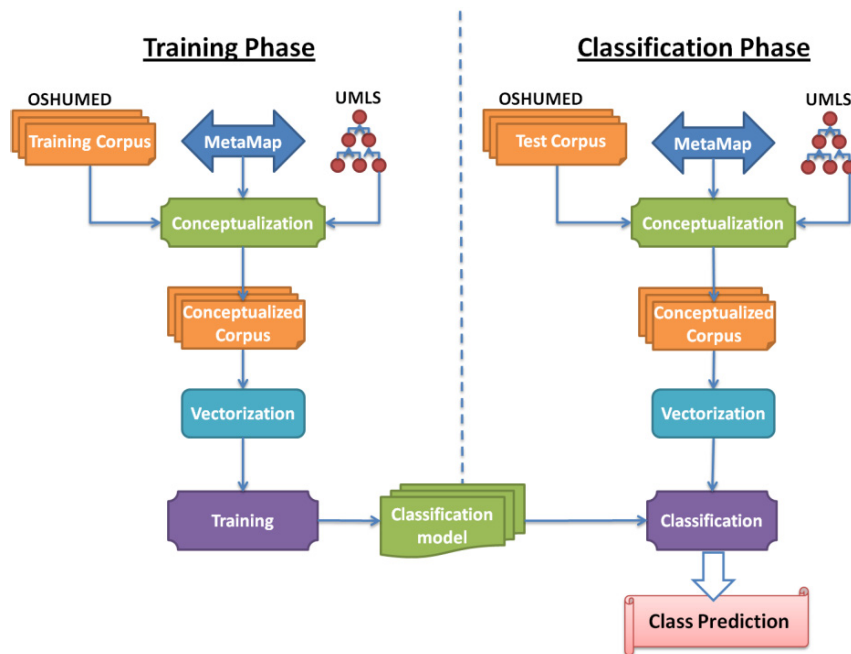 Training Phase
Classification Phase
OSHUMED
UMLS
Training Corpus
MetaMap
Conceptualization
Conceptualized
Corpus
Vectorization
Training
Classification
model
OSHUMED
UMLS
Test Corpus
MetaMap
Conceptualization
Conceptualized
Corpus
Vectorization
Classification
Class Prediction